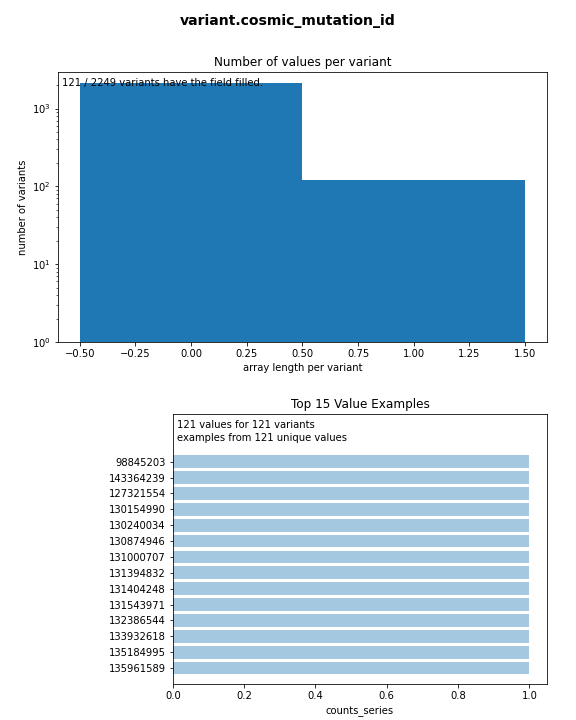 variant.cosmic_mutation_id
Number of values per variant
121 / 2249 variants have the field filled.
number of variants
10³
10²
10¹
10⁰
−0.50 −0.25 0.00 0.25 0.50 0.75 1.00 1.25 1.50
array length per variant
Top 15 Value Examples
121 values for 121 variants
examples from 121 unique values
98845203
143364239
127321554
130154990
130240034
130874946
131000707
131394832
131404248
131543971
132386544
133932618
135184995
135961589
0.0 0.2 0.4 0.6 0.8 1.0
counts_series